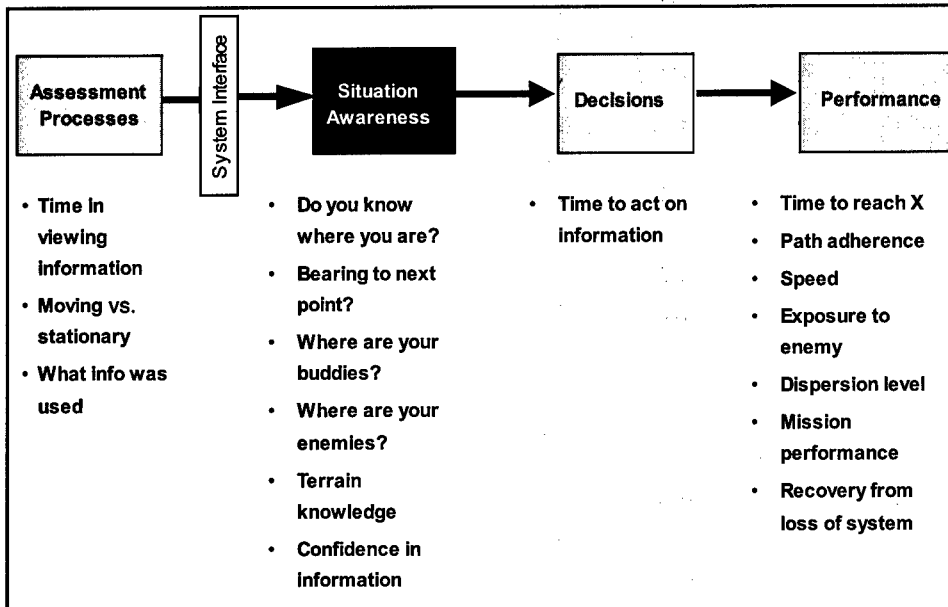 Assessment
Processes
System Interface
Situation
Awareness
Decisions
Performance
• Time in
viewing
information
• Moving vs.
stationary
• What info was
used
• Do you know
where you are?
• Bearing to next
point?
• Where are your
buddies?
• Where are your
enemies?
• Terrain
knowledge
• Confidence in
information
• Time to act on
information
• Time to reach X
• Path adherence
• Speed
• Exposure to
enemy
• Dispersion level
• Mission
performance
• Recovery from
loss of system